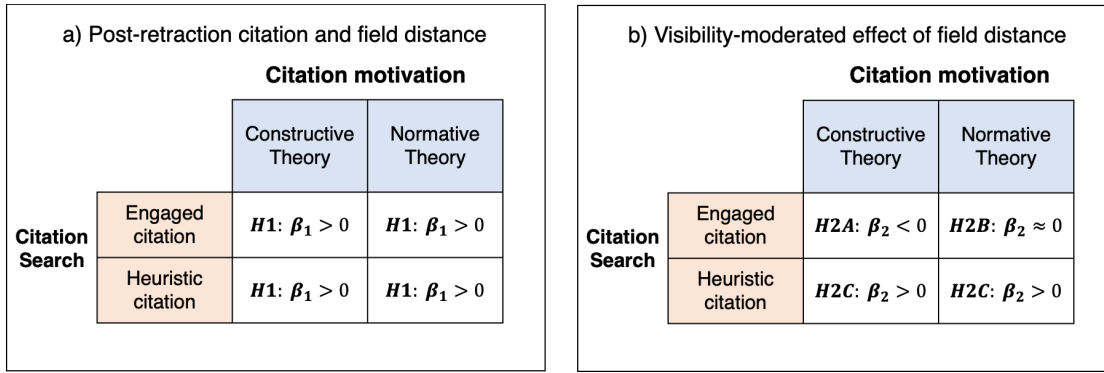 a) Post-retraction citation and field distance
Citation motivation
Constructive Theory
Normative Theory
Citation Search
Engaged citation
H1: β₁ > 0
H1: β₁ > 0
Heuristic citation
H1: β₁ > 0
H1: β₁ > 0
b) Visibility-moderated effect of field distance
Citation motivation
Constructive Theory
Normative Theory
Citation Search
Engaged citation
H2A: β₂ < 0
H2B: β₂ ≈ 0
Heuristic citation
H2C: β₂ > 0
H2C: β₂ > 0